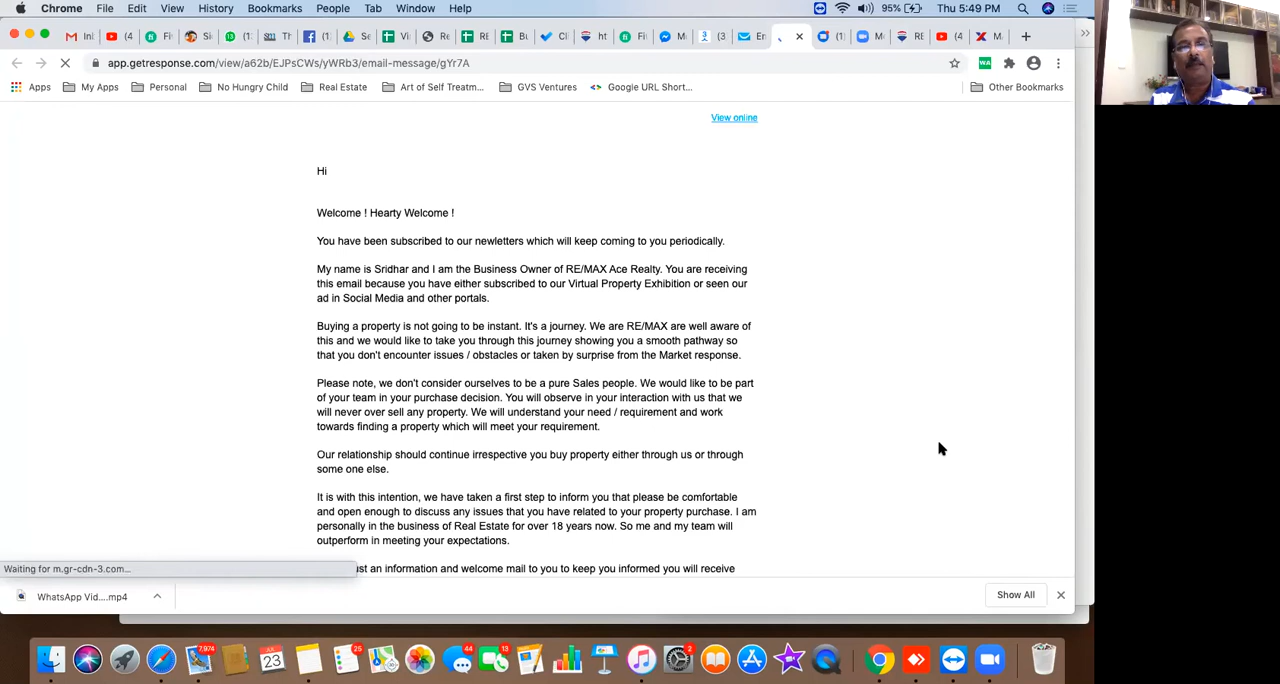 Chrome File Edit View History Bookmarks People Tab Window Help 95% Thu 5:49 PM
app.getresponse.com/view/a62b/EJPsCWs/yWRb3/email-message/gYr7A
Apps My Apps Personal No Hungry Child Real Estate Art of Self Treatm... GVS Ventures Google URL Short... Other Bookmarks
View online
Hi
Welcome ! Hearty Welcome !
You have been subscribed to our newletters which will keep coming to you periodically.
My name is Sridhar and I am the Business Owner of RE/MAX Ace Realty. You are receiving
this email because you have either subscribed to our Virtual Property Exhibition or seen our
ad in Social Media and other portals.
Buying a property is not going to be instant. It's a journey. We are RE/MAX are well aware of
this and we would like to take you through this journey showing you a smooth pathway so
that you don't encounter issues / obstacles or taken by surprise from the Market response.
Please note, we don't consider ourselves to be a pure Sales people. We would like to be part
of your team in your purchase decision. You will observe in your interaction with us that we
will never over sell any property. We will understand your need / requirement and work
towards finding a property which will meet your requirement.
Our relationship should continue irrespective you buy property either through us or through
some one else.
It is with this intention, we have taken a first step to inform you that please be comfortable
and open enough to discuss any issues that you have related to your property purchase. I am
personally in the business of Real Estate for over 18 years now. So me and my team will
outperform in meeting your expectations.
an information and welcome mail to you to keep you informed you will receive
Waiting for m.gr-cdn-3.com...
WhatsApp Vid....mp4 Show All
7,974 23 25 44 13 2